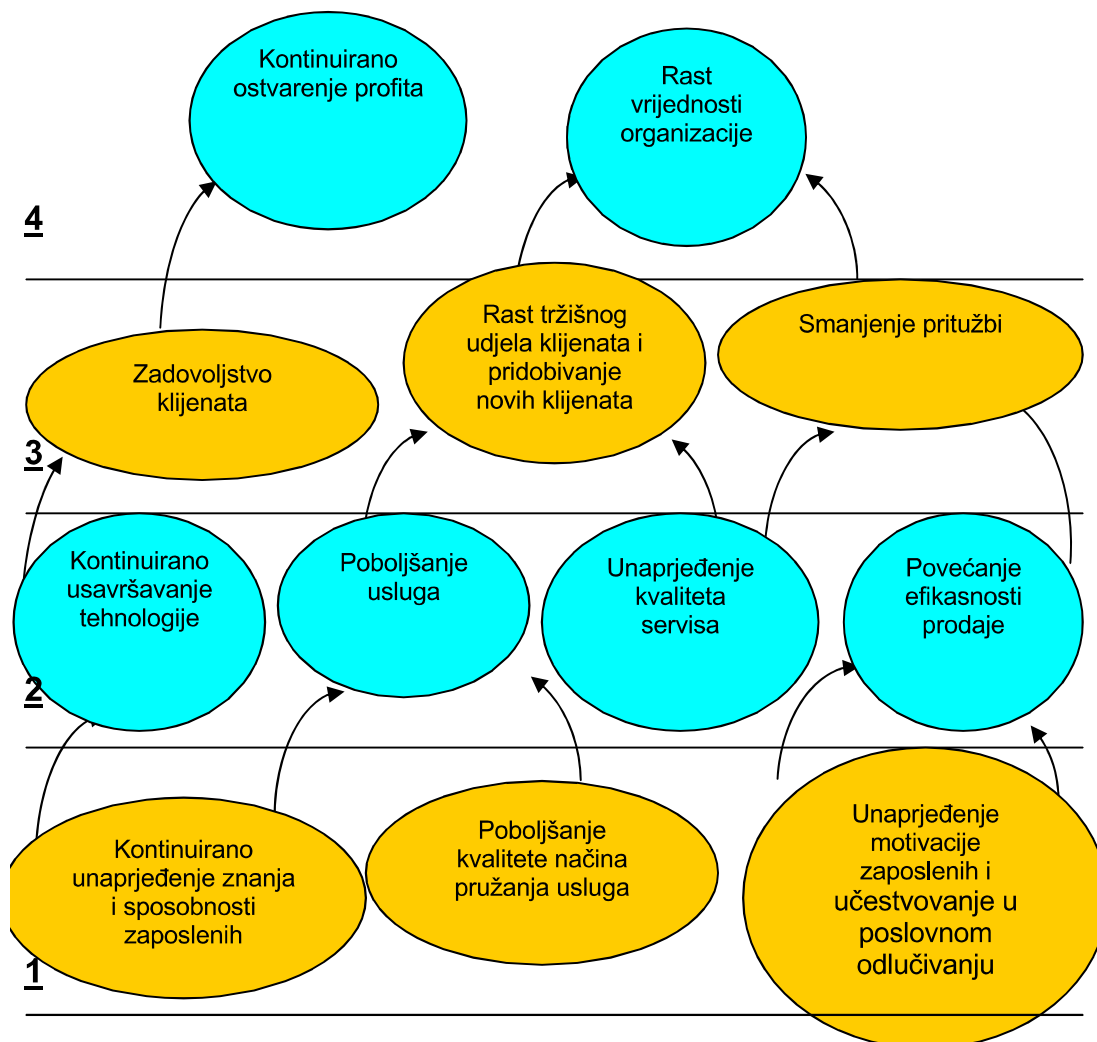 Kontinuirano
ostvarenje profita
Rast
vrijednosti
organizacije
4
Zadovoljstvo
klijenata
Rast tržišnog
udjela klijenata i
pridobivanje
novih klijenata
Smanjenje pritužbi
3
Kontinuirano
usavršavanje
tehnologije
Poboljšanje
usluga
Unaprjeđenje
kvaliteta
servisa
Povećanje
efikasnosti
prodaje
2
Kontinuirano
unaprjeđenje znanja
i sposobnosti
zaposlenih
Poboljšanje
kvalitete načina
pružanja usluga
Unaprjeđenje
motivacije
zaposlenih i
učestvovanje u
poslovnom
odlučivanju
1